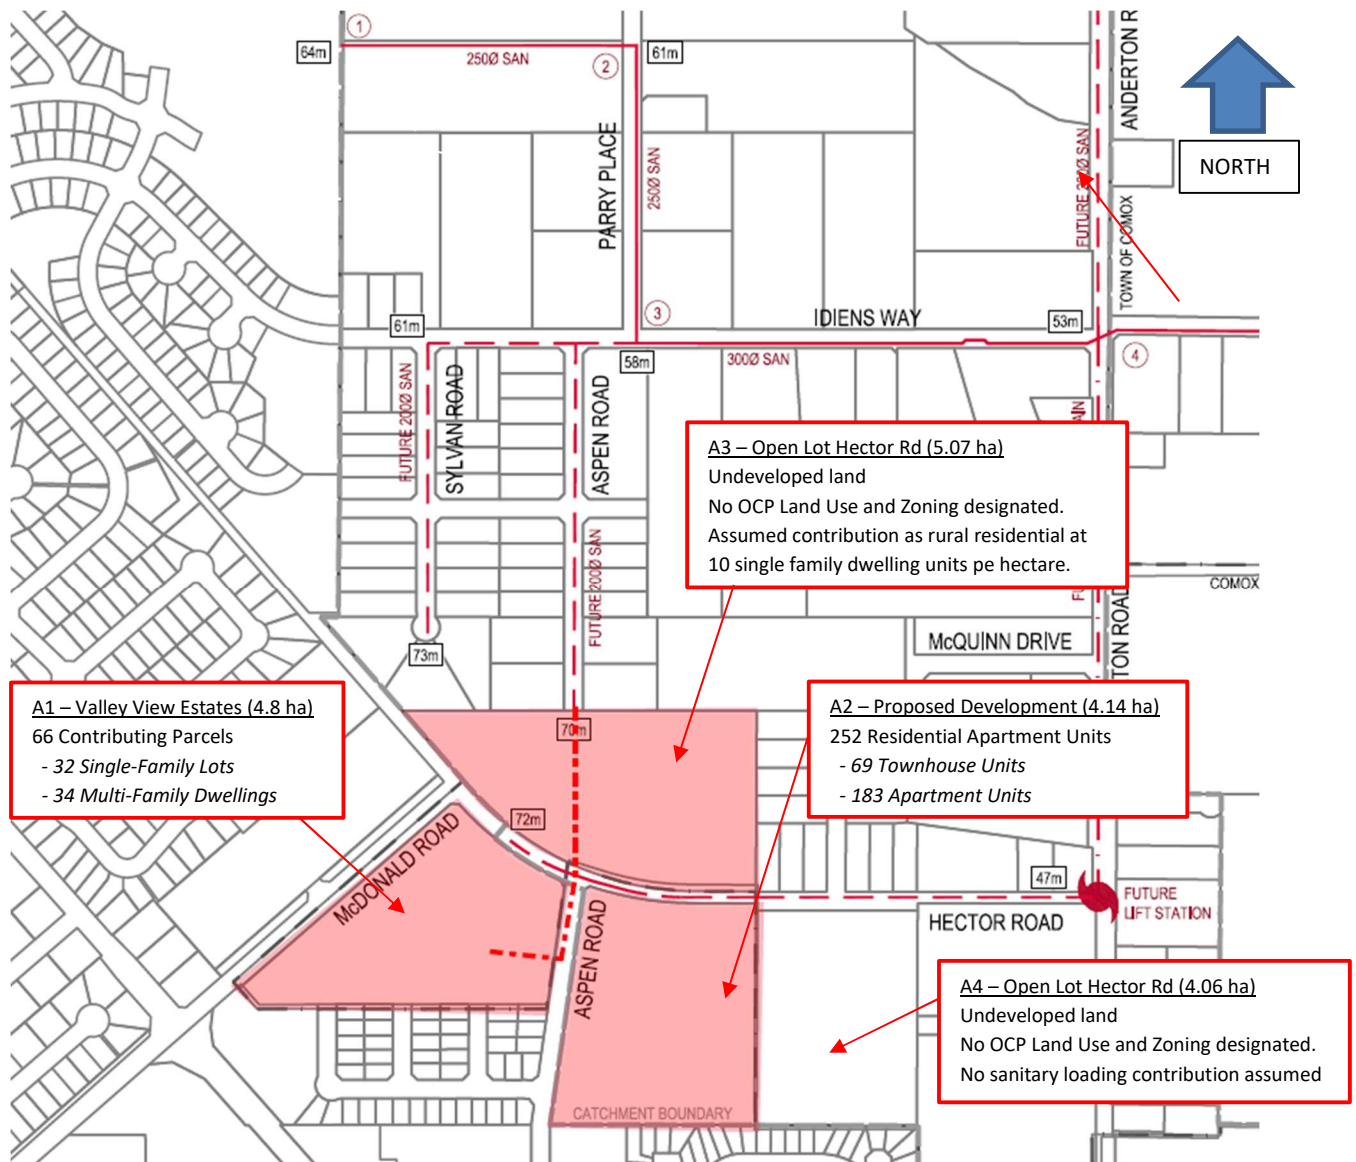 1
64m
250Ø SAN
2
61m
ANDERTON R
NORTH
PARRY PLACE
250Ø SAN
FUTURE 200Ø SAN
TOWN OF COMOX
3
IDIENS WAY
53m
61m
58m
300Ø SAN
4
FUTURE 200Ø SAN
SYLVAN ROAD
ASPEN ROAD
AIN
A3 – Open Lot Hector Rd (5.07 ha)
Undeveloped land
No OCP Land Use and Zoning designated.
Assumed contribution as rural residential at
10 single family dwelling units pe hectare.
FUTURE 200Ø SAN
FU
COMOX
TON ROAD
McQUINN DRIVE
73m
A1 – Valley View Estates (4.8 ha)
66 Contributing Parcels
- 32 Single-Family Lots
- 34 Multi-Family Dwellings
70m
A2 – Proposed Development (4.14 ha)
252 Residential Apartment Units
- 69 Townhouse Units
- 183 Apartment Units
72m
McDONALD ROAD
47m
FUTURE
LIFT STATION
HECTOR ROAD
ASPEN ROAD
A4 – Open Lot Hector Rd (4.06 ha)
Undeveloped land
No OCP Land Use and Zoning designated.
No sanitary loading contribution assumed
CATCHMENT BOUNDARY